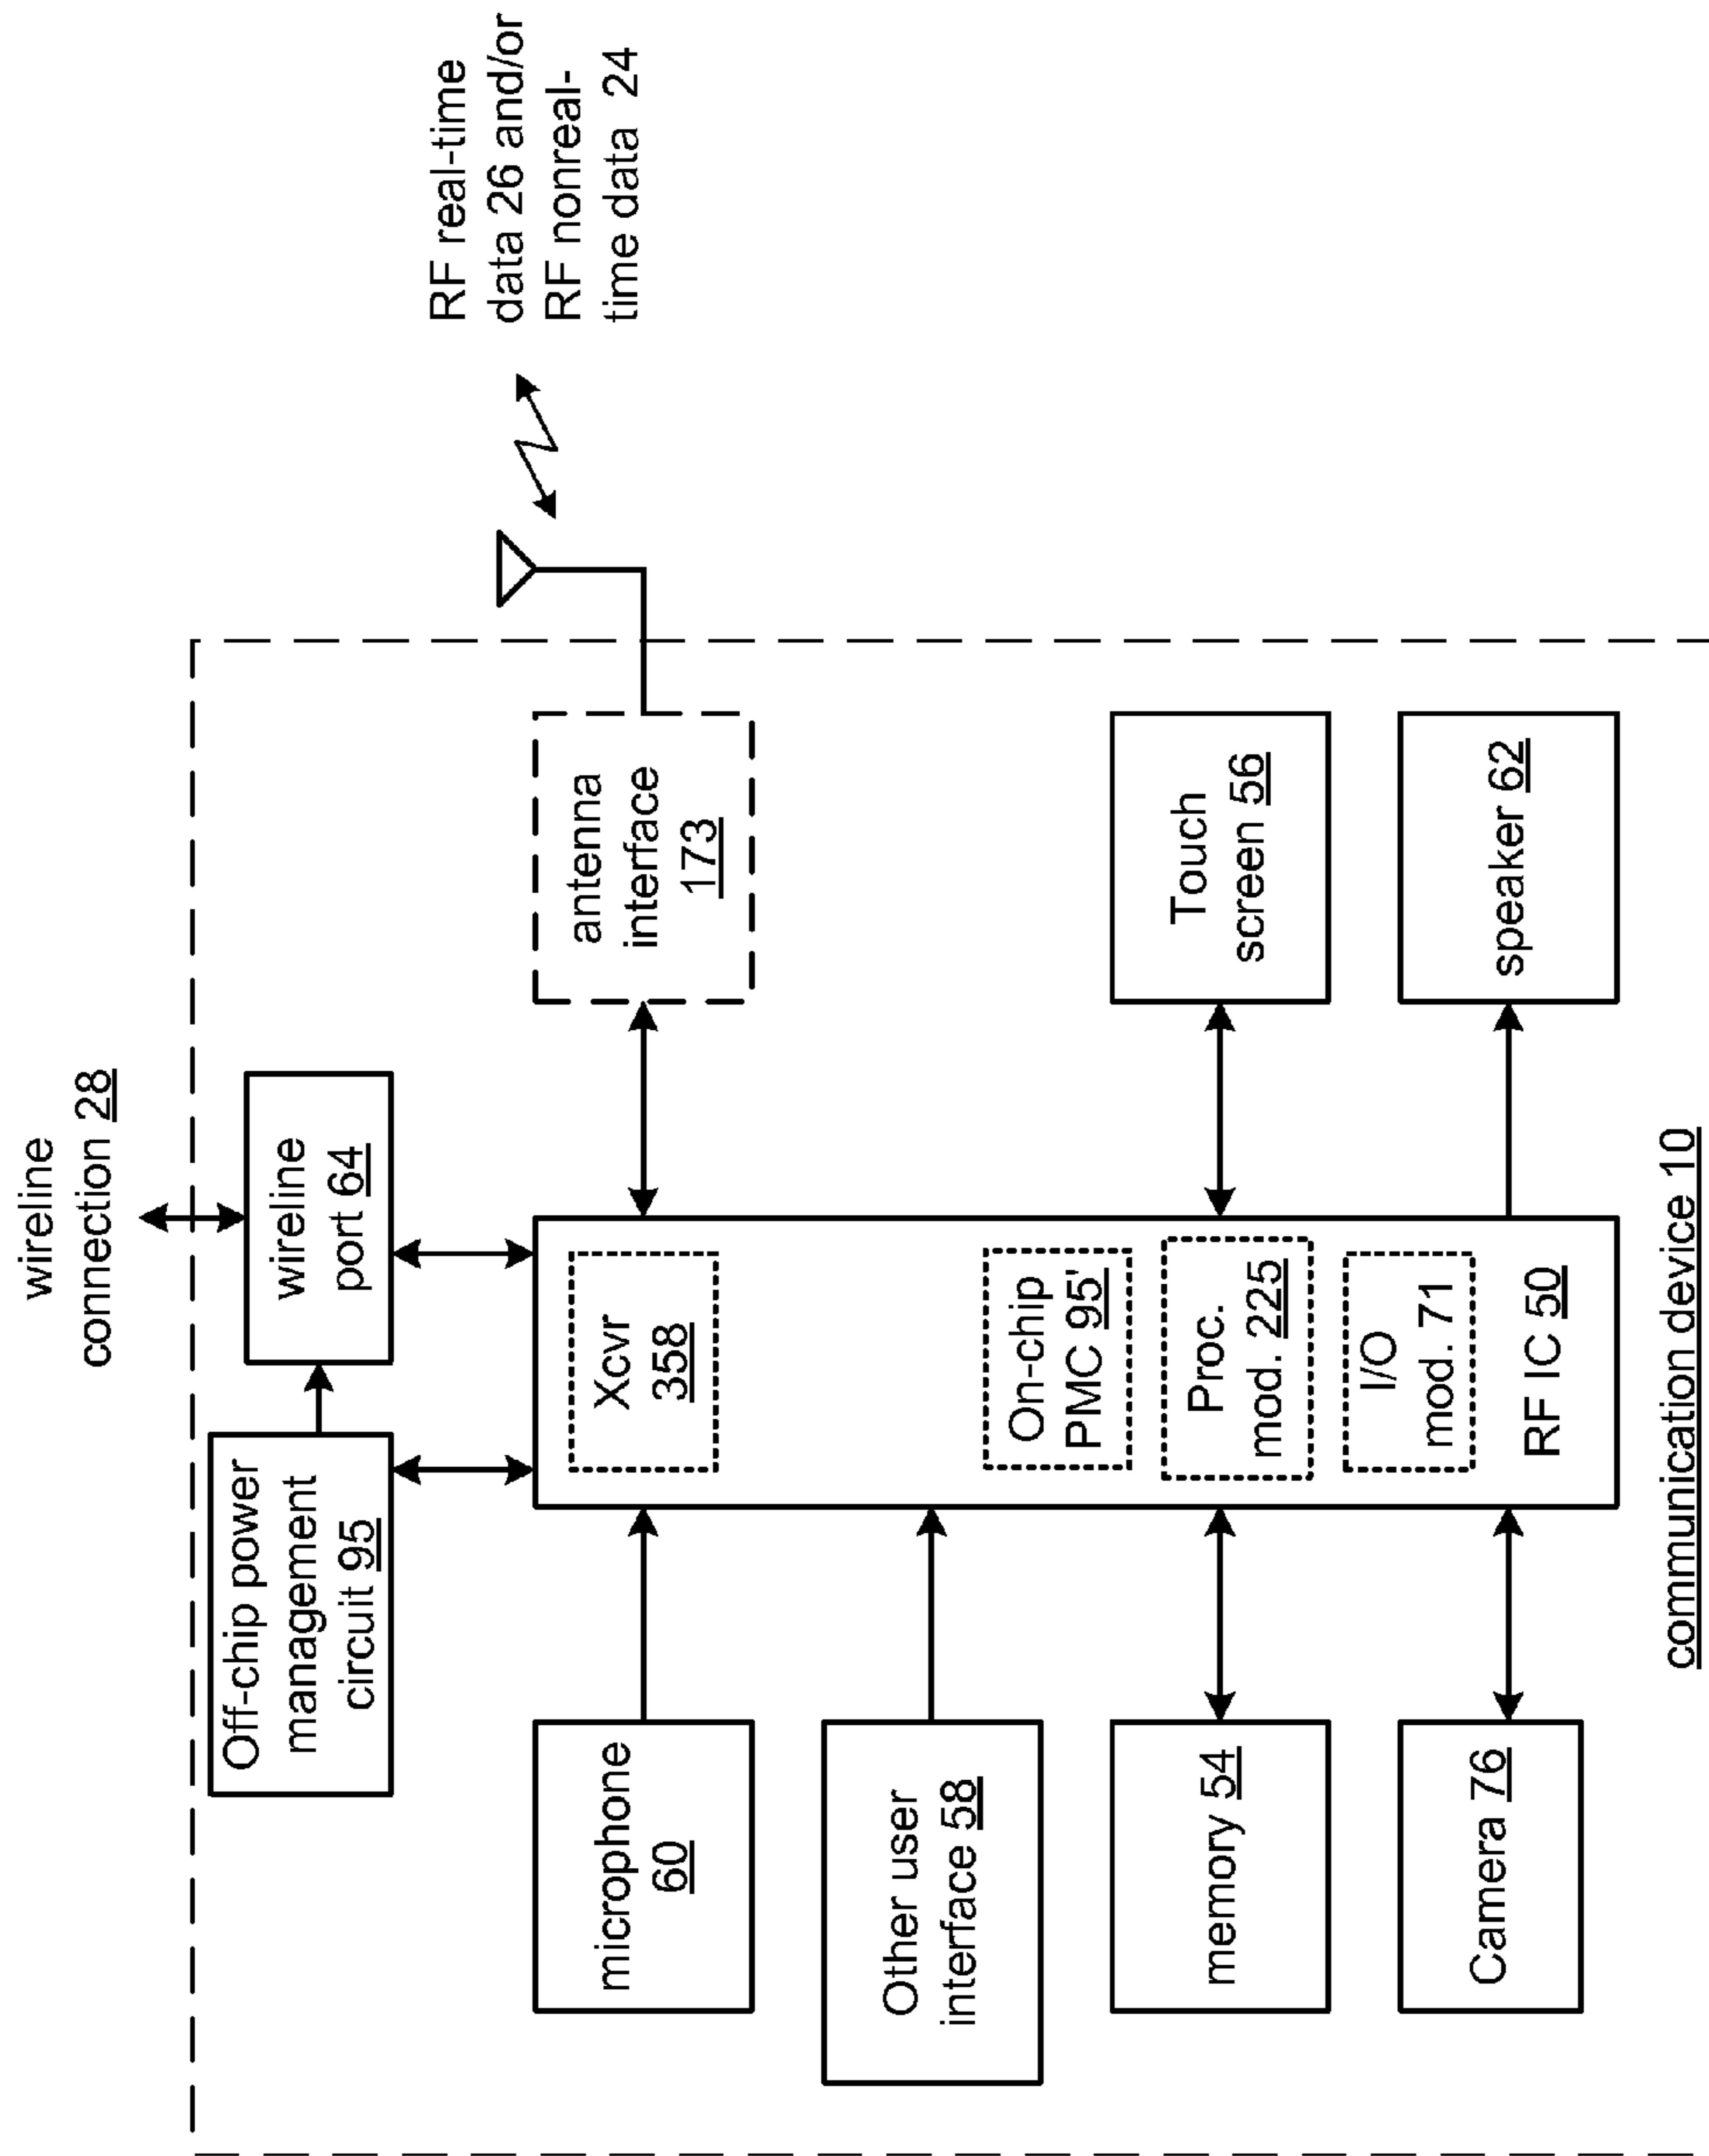 wireline
connection 28
Off-chip power
management
circuit 95
wireline
port 64
RF real-time
data 26 and/or
RF nonreal-
time data 24
microphone
60
Xcvr
358
antenna
interface
173
Other user
interface 58
On-chip
PMC 95'
memory 54
Proc.
mod. 225
Touch
screen 56
Camera 76
I/O
mod. 71
RF IC 50
speaker 62
communication device 10